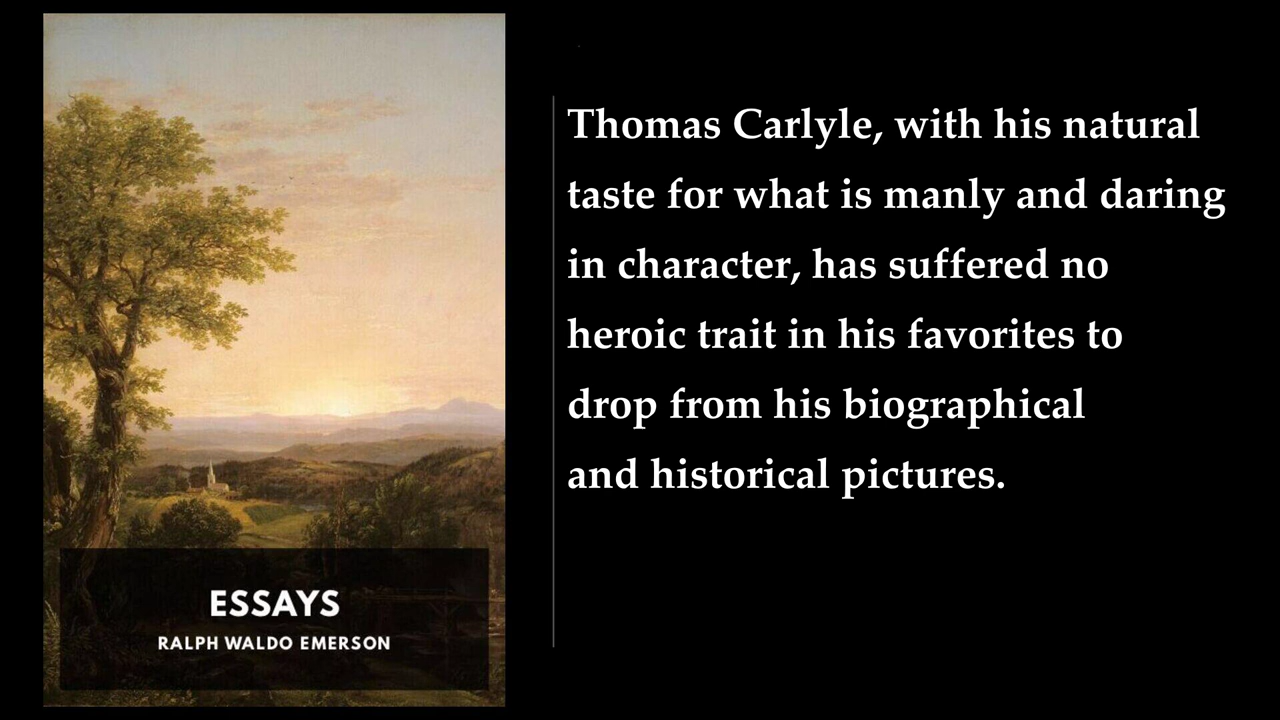 ESSAYS
RALPH WALDO EMERSON
Thomas Carlyle, with his natural
taste for what is manly and daring
in character, has suffered no
heroic trait in his favorites to
drop from his biographical
and historical pictures.